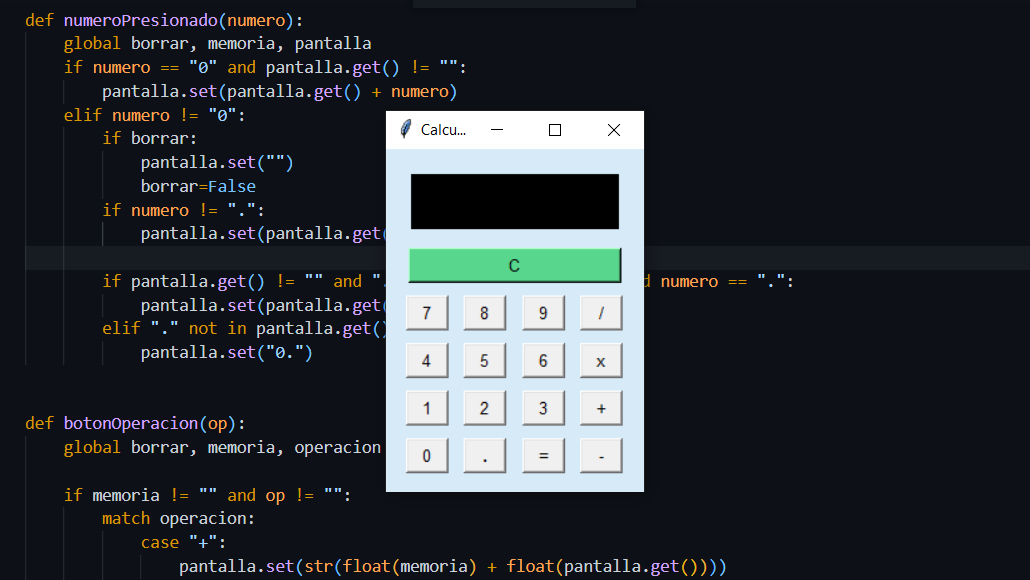 def numeroPresionado(numero):
global borrar, memoria, pantalla
if numero == "0" and pantalla.get() != "":
pantalla.set(pantalla.get() + numero)
elif numero != "0":
if borrar:
pantalla.set("")
borrar=False
if numero != ".":
pantalla.set(pantalla.get(
if pantalla.get() != "" and ". d numero == ".":
pantalla.set(pantalla.get(
elif "." not in pantalla.get()
pantalla.set("0.")
def botonOperacion(op):
global borrar, memoria, operacion
if memoria != "" and op != "":
match operacion:
case "+":
pantalla.set(str(float(memoria) + float(pantalla.get())))
Calcu...
C
7 8 9 /
4 5 6 x
1 2 3 +
0 . = -